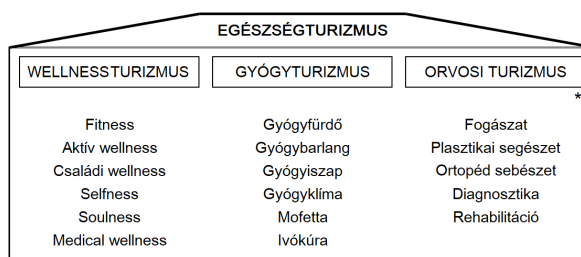 EGÉSZSÉGTURIZMUS
WELLNESSTURIZMUS
GYÓGYTURIZMUS
ORVOSI TURIZMUS
*
Fitness
Aktív wellness
Családi wellness
Selfness
Soulness
Medical wellness
Gyógyfürdő
Gyógybarlang
Gyógyiszap
Gyógyklíma
Mofetta
Ivókúra
Fogászat
Plasztikai segészet
Ortopéd sebészet
Diagnosztika
Rehabilitáció